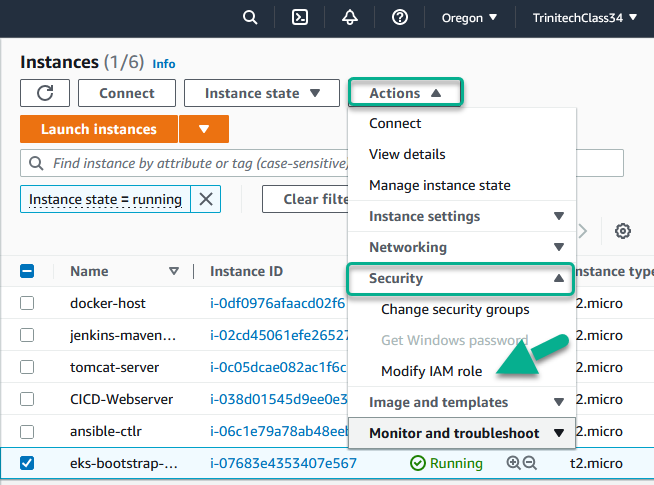 Oregon ▼ TrinitechClass34 ▼
Instances (1/6) Info
Connect Instance state ▼ Actions ▲
Launch instances ▼
Connect
View details
Find instance by attribute or tag (case-sensitive)
Manage instance state
Instance state = running Clear filte
Instance settings ▼
Networking ▼
Name Instance ID Security ▲ nstance type
docker-host i-0df0976afaacd02f6 Change security groups t2.micro
jenkins-maven... i-02cd45061efe26527 Get Windows password t2.micro
tomcat-server i-0c05dcae082ac1f6c Modify IAM role t2.micro
CICD-Webserver i-038d01545d9ee0e3 Image and templates ▼ t2.micro
ansible-ctlr i-06c1e79a78ab48eeb Monitor and troubleshoot ▼ t2.micro
eks-bootstrap-... i-07683e4353407e567 Running t2.micro